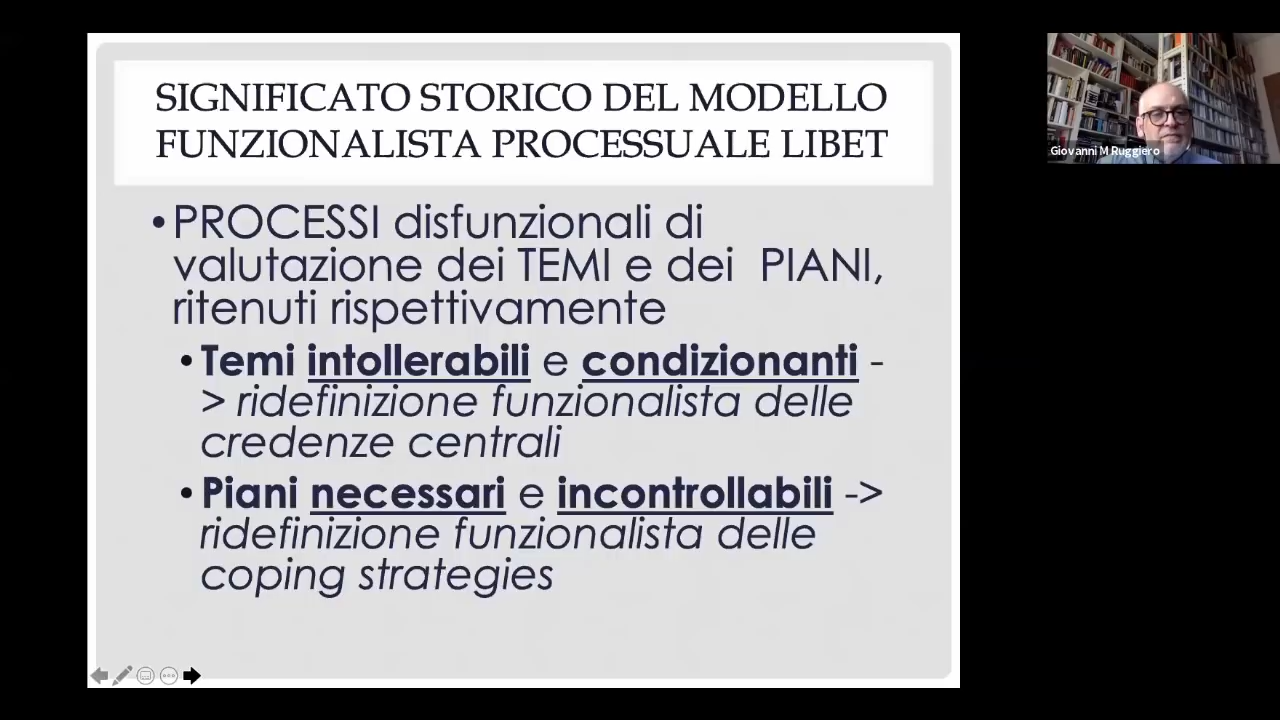 SIGNIFICATO STORICO DEL MODELLO
FUNZIONALISTA PROCESSUALE LIBET
• PROCESSI disfunzionali di
valutazione dei TEMI e dei PIANI,
ritenuti rispettivamente
• Temi intollerabili e condizionanti -
> ridefinizione funzionalista delle
credenze centrali
• Piani necessari e incontrollabili ->
ridefinizione funzionalista delle
coping strategies
Giovanni M Ruggiero